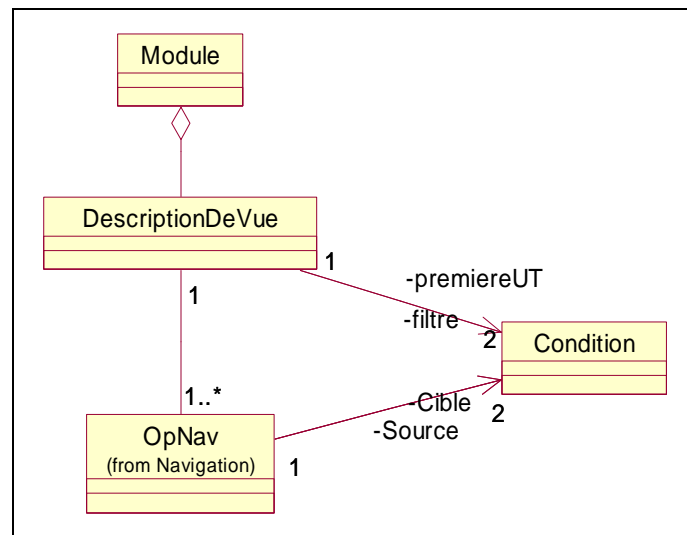 Module
DescriptionDeVue
1
1
-premiereUT
-filtre
2
Condition
1..*
-Cible
2
-Source
OpNav
(from Navigation)
1